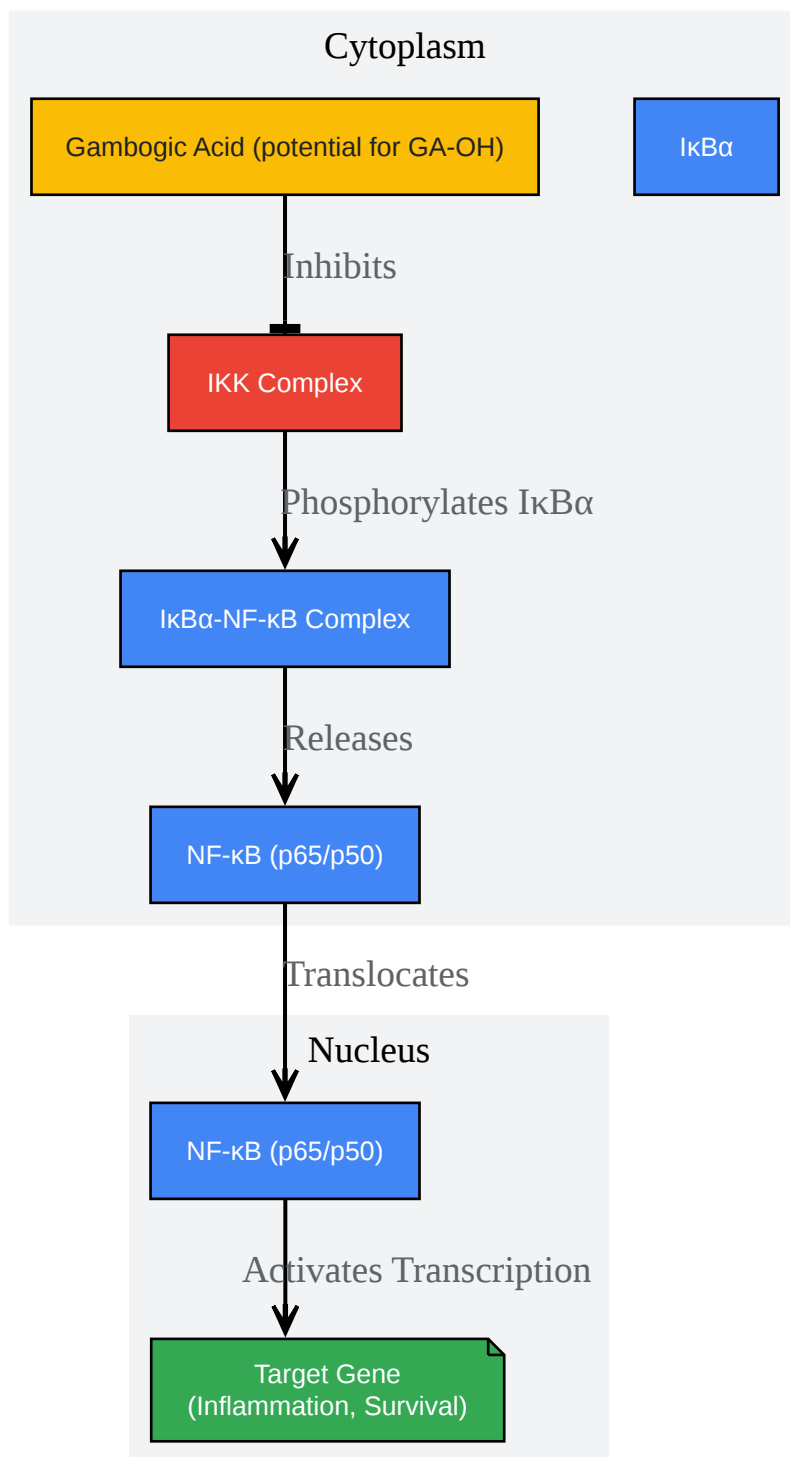 Cytoplasm
Gambogic Acid (potential for GA-OH)
IκBα
Inhibits
IKK Complex
Phosphorylates IκBα
IκBα-NF-κB Complex
Releases
NF-κB (p65/p50)
Translocates
Nucleus
NF-κB (p65/p50)
Activates Transcription
Target Gene
(Inflammation, Survival)